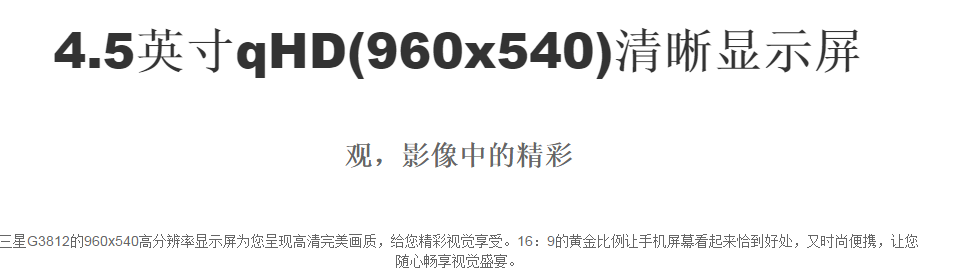 4.5英寸qHD(960x540)清晰显示屏
观，影像中的精彩
三星G3812的960x540高分辨率显示屏为您呈现高清完美画质，给您精彩视觉享受。16：9的黄金比例让手机屏幕看起来恰到好处，又时尚便携，让您
随心畅享视觉盛宴。